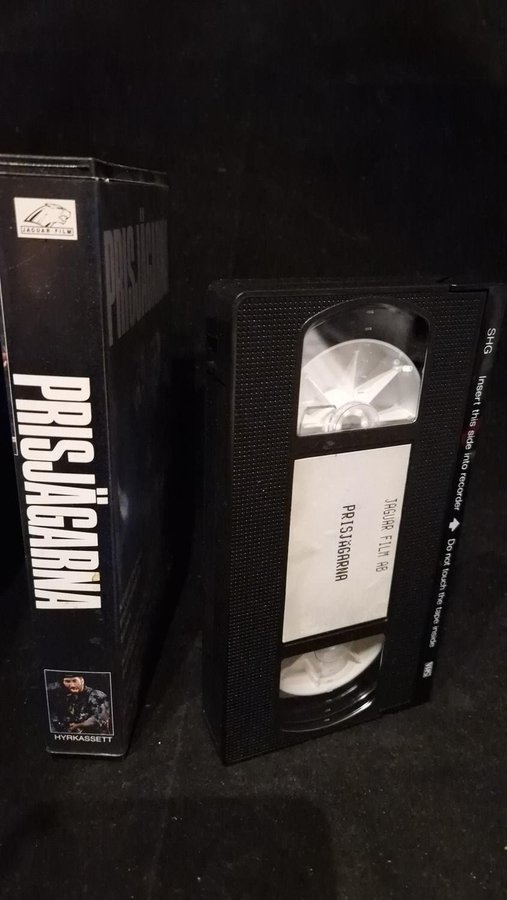 JAGUAR FILM
PRISJÄGARNA
HYRKASSETT
JAGUAR FILM AB
PRISJÄGARNA
SHG Insert this side into recorder Do not touch the tape inside VHS